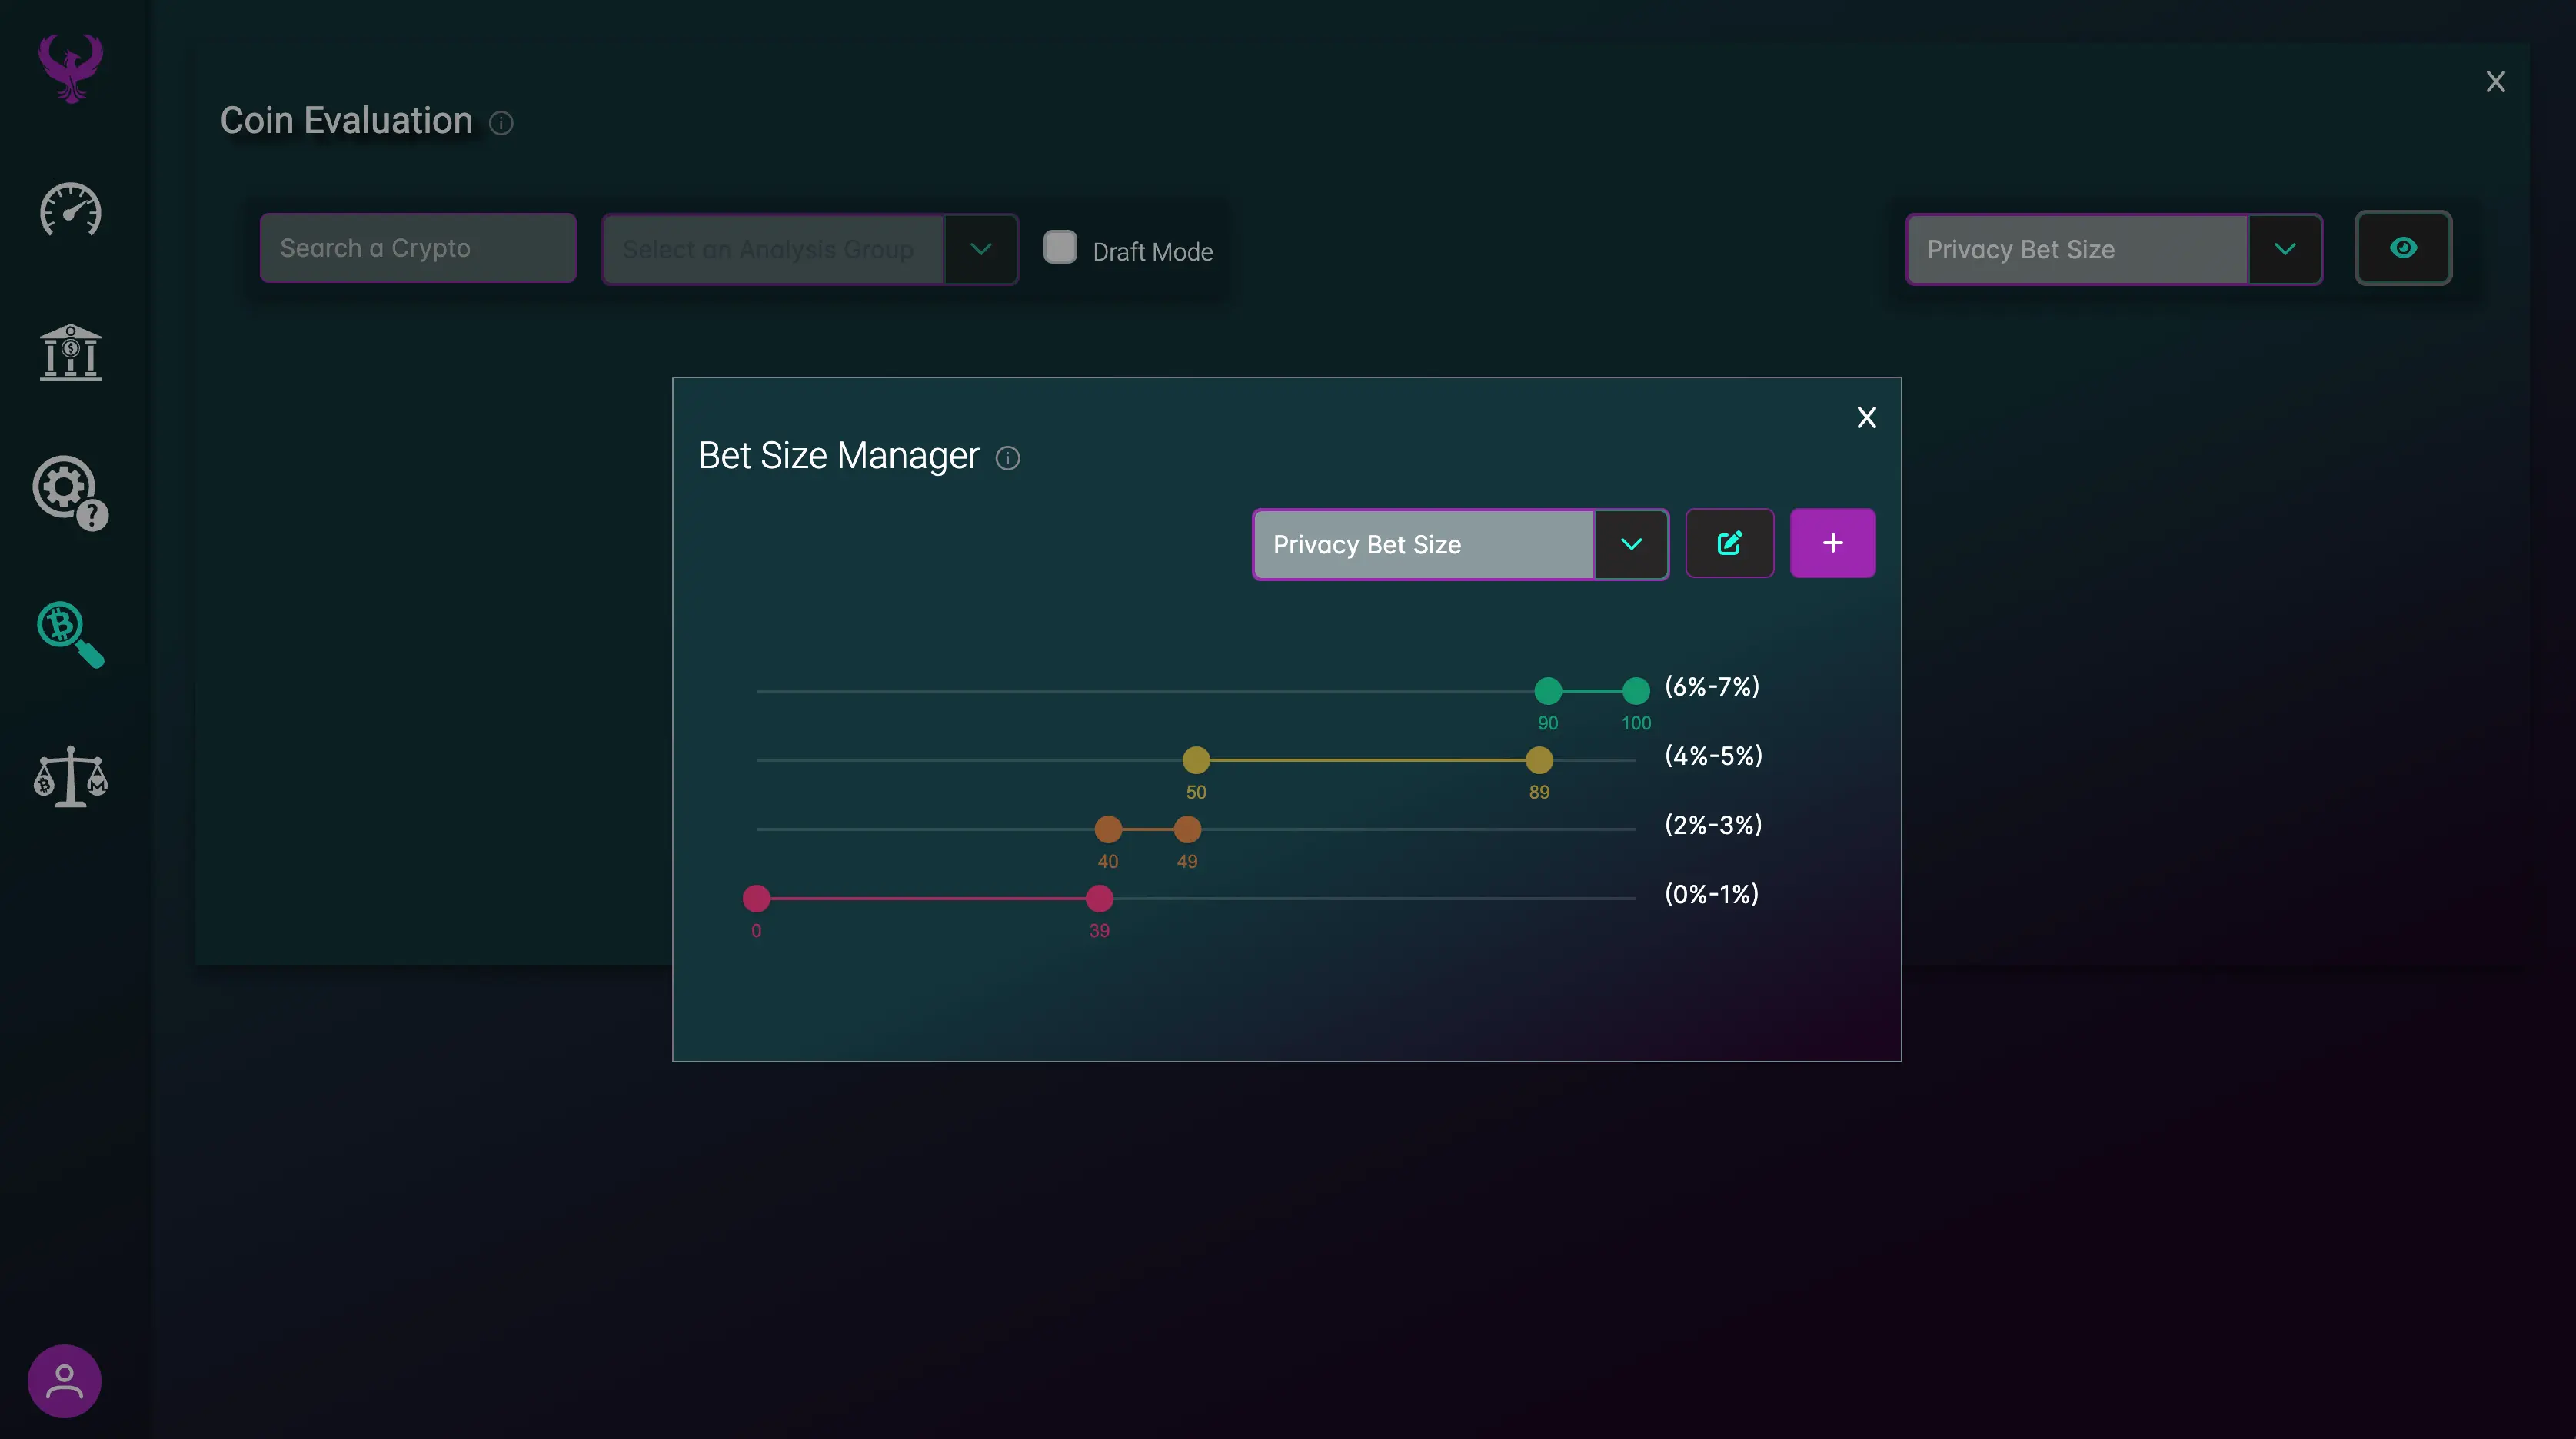 Coin Evaluation
X
Search a Crypto
Select an Analysis Group
Draft Mode
Privacy Bet Size
X
Bet Size Manager
Privacy Bet Size
+
(6%-7%)
90 100
(4%-5%)
50 89
(2%-3%)
40 49
(0%-1%)
0 39